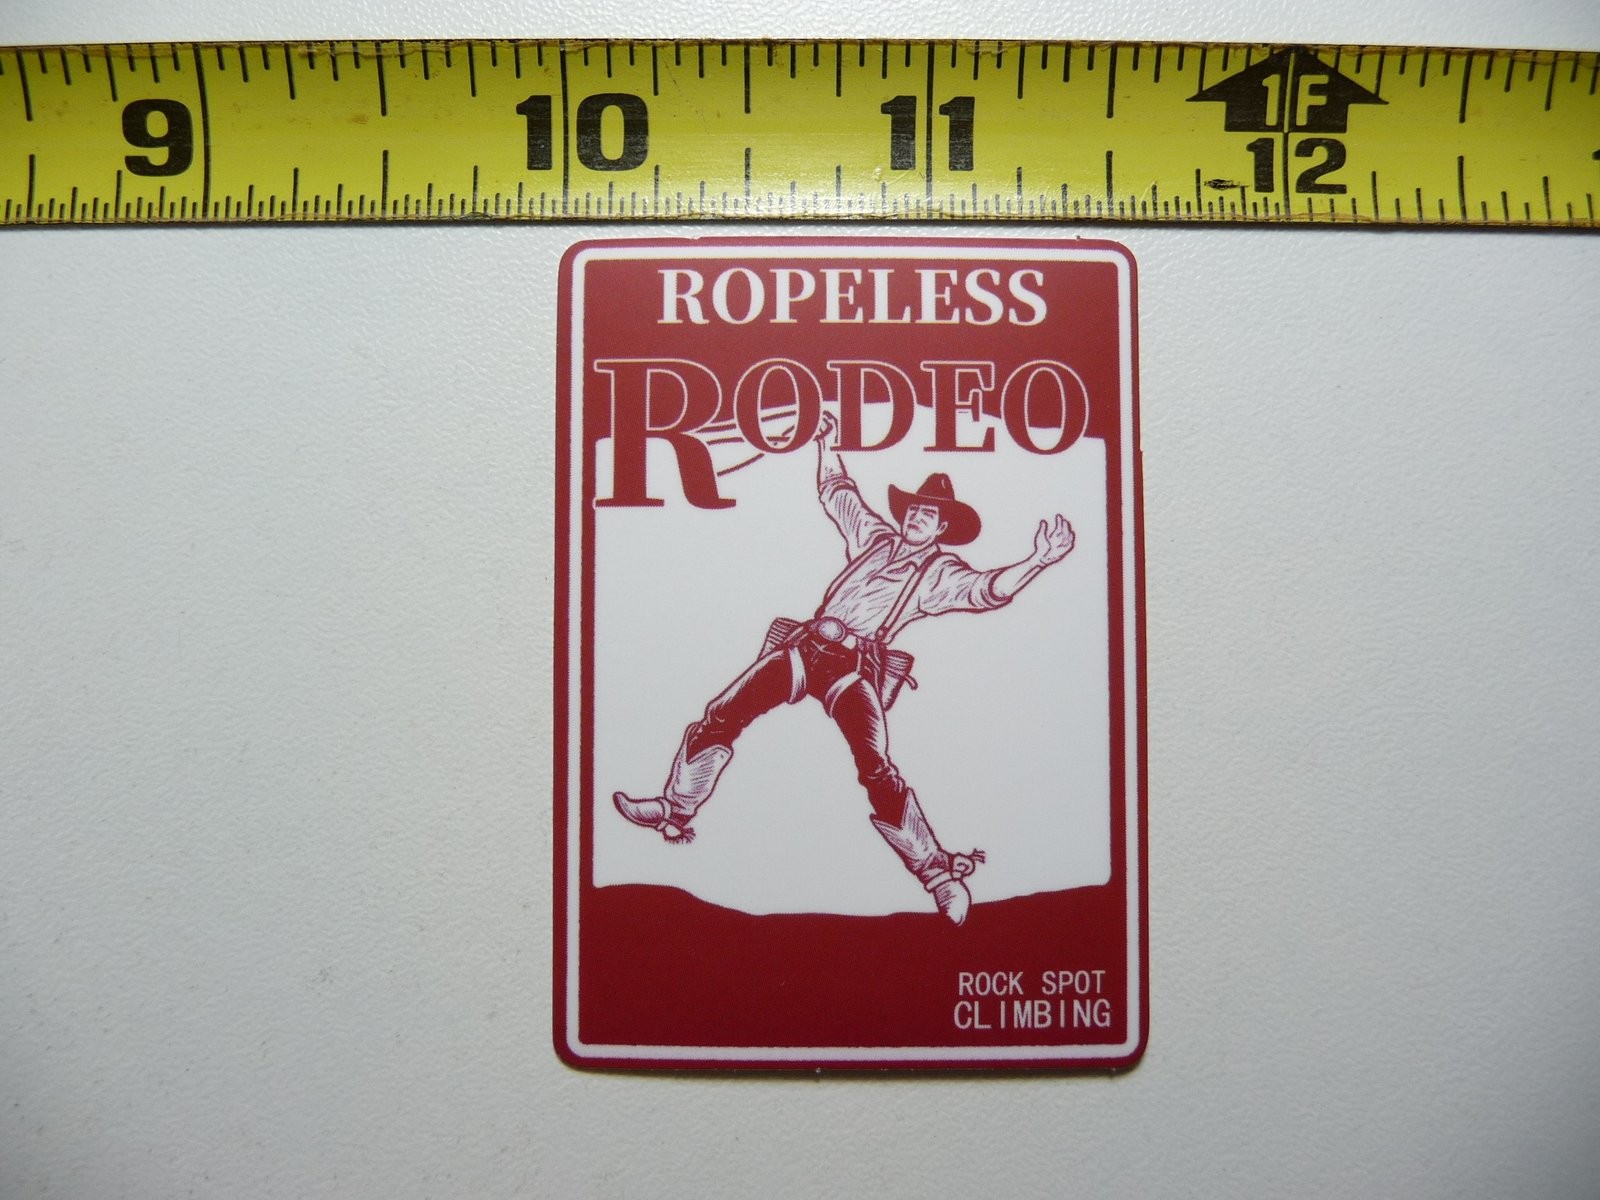 9 10 11 1F
12
ROPELESS
RODEO
ROCK SPOT
CLIMBING